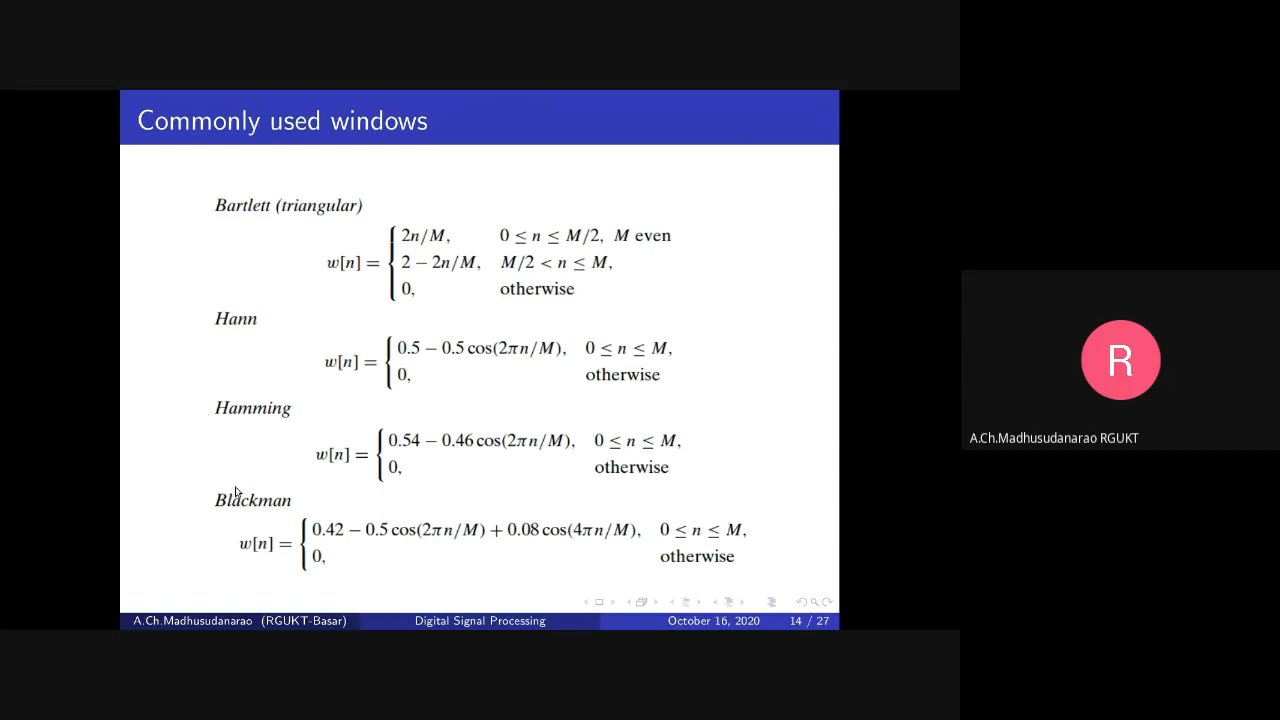 Commonly used windows
Bartlett (triangular)
w[n] = { 2n/M, 0 ≤ n ≤ M/2, M even
2 − 2n/M, M/2 < n ≤ M,
0, otherwise
Hann
w[n] = { 0.5 − 0.5 cos(2πn/M), 0 ≤ n ≤ M,
0, otherwise
Hamming
w[n] = { 0.54 − 0.46 cos(2πn/M), 0 ≤ n ≤ M,
0, otherwise
Blackman
w[n] = { 0.42 − 0.5 cos(2πn/M) + 0.08 cos(4πn/M), 0 ≤ n ≤ M,
0, otherwise
A.Ch.Madhusudanarao (RGUKT-Basar) Digital Signal Processing October 16, 2020 14 / 27
R
A.Ch.Madhusudanarao RGUKT